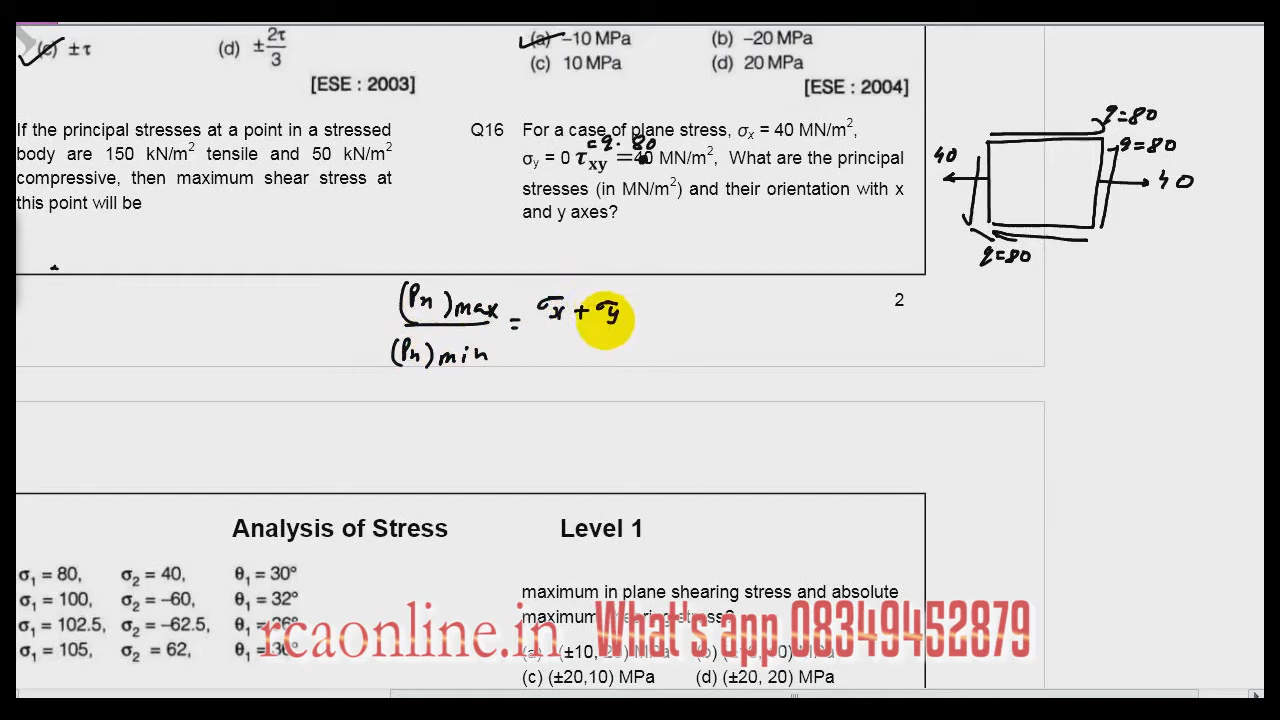 (c) ± τ
(d) ± 2τ/3
[ESE : 2003]
(a) –10 MPa
(b) –20 MPa
(c) 10 MPa
(d) 20 MPa
[ESE : 2004]
If the principal stresses at a point in a stressed
body are 150 kN/m² tensile and 50 kN/m²
compressive, then maximum shear stress at
this point will be
Q16 For a case of plane stress, σx = 40 MN/m²,
= q. 80
σy = 0 τxy = 40 MN/m², What are the principal
stresses (in MN/m²) and their orientation with x
and y axes?
q=80
q=80
40
40
q=80
(Pn)max = σx + σy
(Pn)min
2
Analysis of Stress Level 1
σ1 = 80, σ2 = 40, θ1 = 30°
σ1 = 100, σ2 = –60, θ1 = 32°
σ1 = 102.5, σ2 = –62.5,
σ1 = 105, σ2 = 62,
maximum in plane shearing stress and absolute
maximum shearing stress?
(c) (±20,10) MPa (d) (±20, 20) MPa
rcaonline.in What's app 08349452879